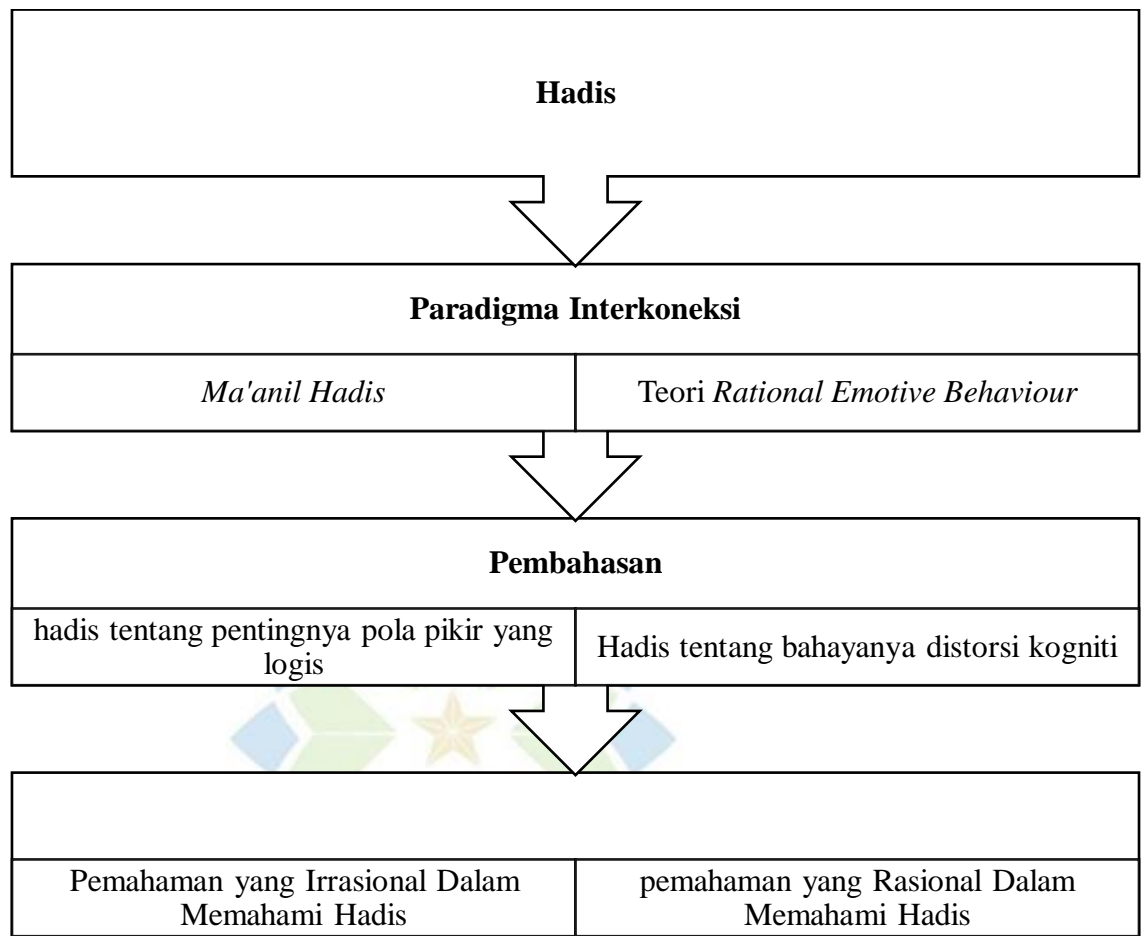 Hadis
Paradigma Interkoneksi
Ma'anil Hadis
Teori Rational Emotive Behaviour
Pembahasan
hadis tentang pentingnya pola pikir yang
logis
Hadis tentang bahayanya distorsi kogniti
Pemahaman yang Irrasional Dalam
Memahami Hadis
pemahaman yang Rasional Dalam
Memahami Hadis